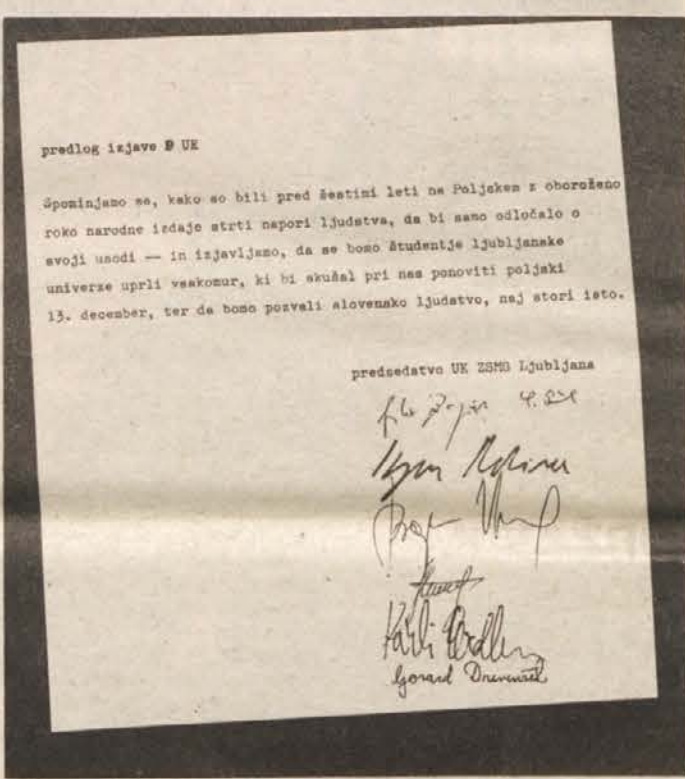 predlog izjave P UK
Spominjamo se, kako so bili pred šestimi leti na Poljskem z oboroženo
roko narodne izdaje strti napori ljudstva, da bi samo odločalo o
svoji usodi — in izjavljamo, da se bomo študentje ljubljanske
univerze uprli vsakomur, ki bi skušal pri nas ponoviti poljski
13. december, ter da bomo pozvali slovensko ljudstvo, naj stori isto.
predsedstvo UK ZSMS Ljubljana
Gorazd Drevenšek